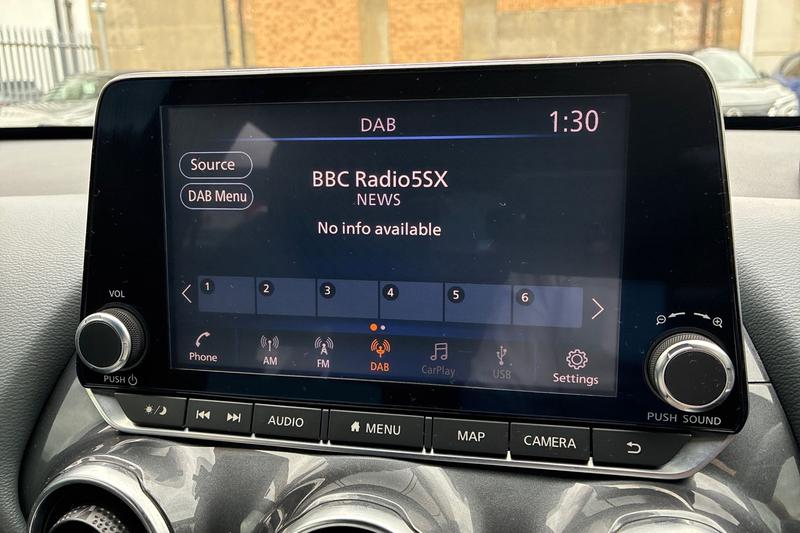 DAB 1:30
Source
BBC Radio5SX
DAB Menu
NEWS
No info available
1 2 3 4 5 6
VOL
PUSH
Phone AM FM DAB CarPlay USB Settings
PUSH SOUND
AUDIO MENU MAP CAMERA